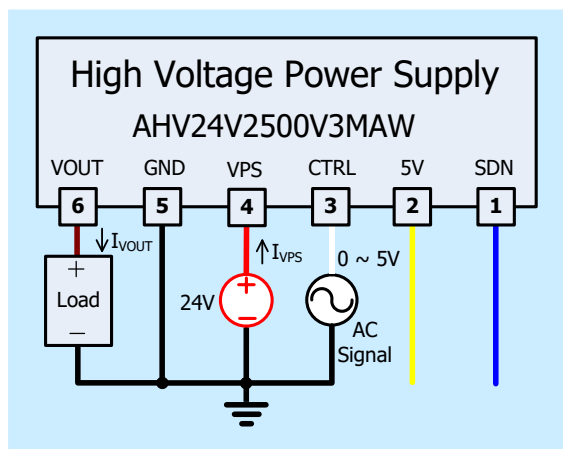 High Voltage Power Supply
AHV24V2500V3MAW
VOUT GND VPS CTRL 5V SDN
6 5 4 3 2 1
IVOUT IVPS 0 ~ 5V
+
Load
−
24V
+
−
AC
Signal